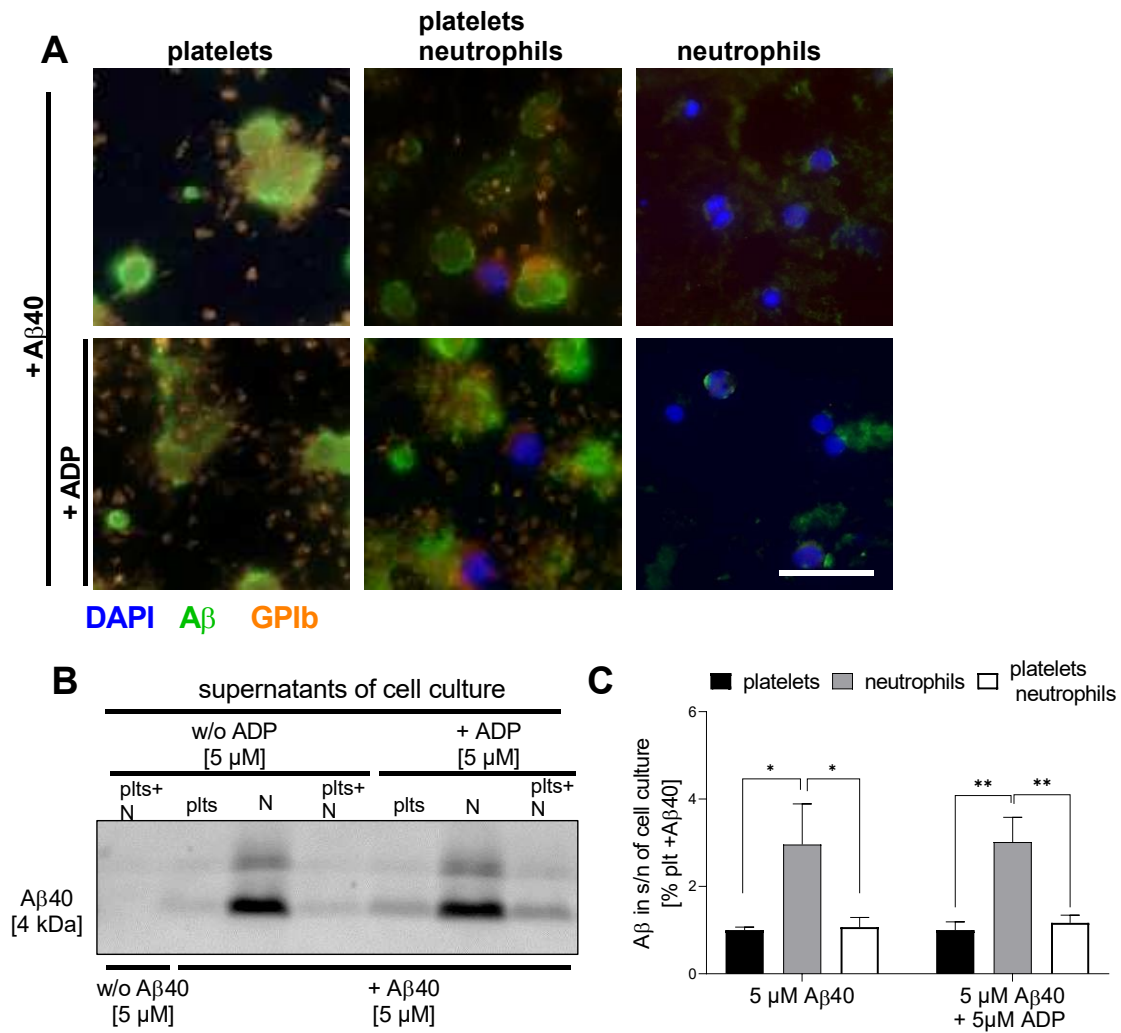 A
platelets
platelets
neutrophils
neutrophils
+ Aβ40
+ ADP
DAPI Aβ GPIb
B
supernatants of cell culture
w/o ADP
[5 µM]
+ ADP
[5 µM]
plts+
N
plts
N
plts+
N
plts
N
plts+
N
Aβ40
[4 kDa]
w/o Aβ40
[5 µM]
+ Aβ40
[5 µM]
C
platelets
neutrophils
platelets
neutrophils
Aβ in s/n of cell culture
[% plt +Aβ40]
6
4
2
0
*
*
**
**
5 µM Aβ40
5 µM Aβ40
+ 5µM ADP